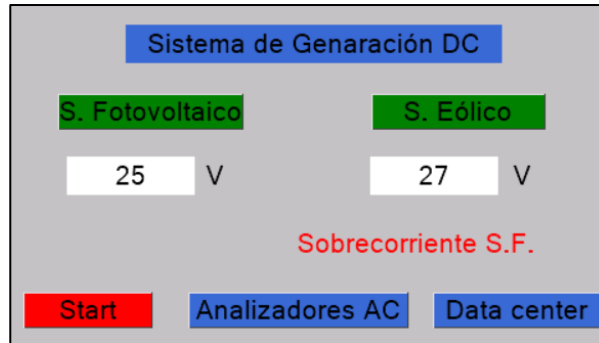 Sistema de Genaración DC
S. Fotovoltaico
S. Eólico
25 V
27 V
Sobrecorriente S.F.
Start
Analizadores AC
Data center